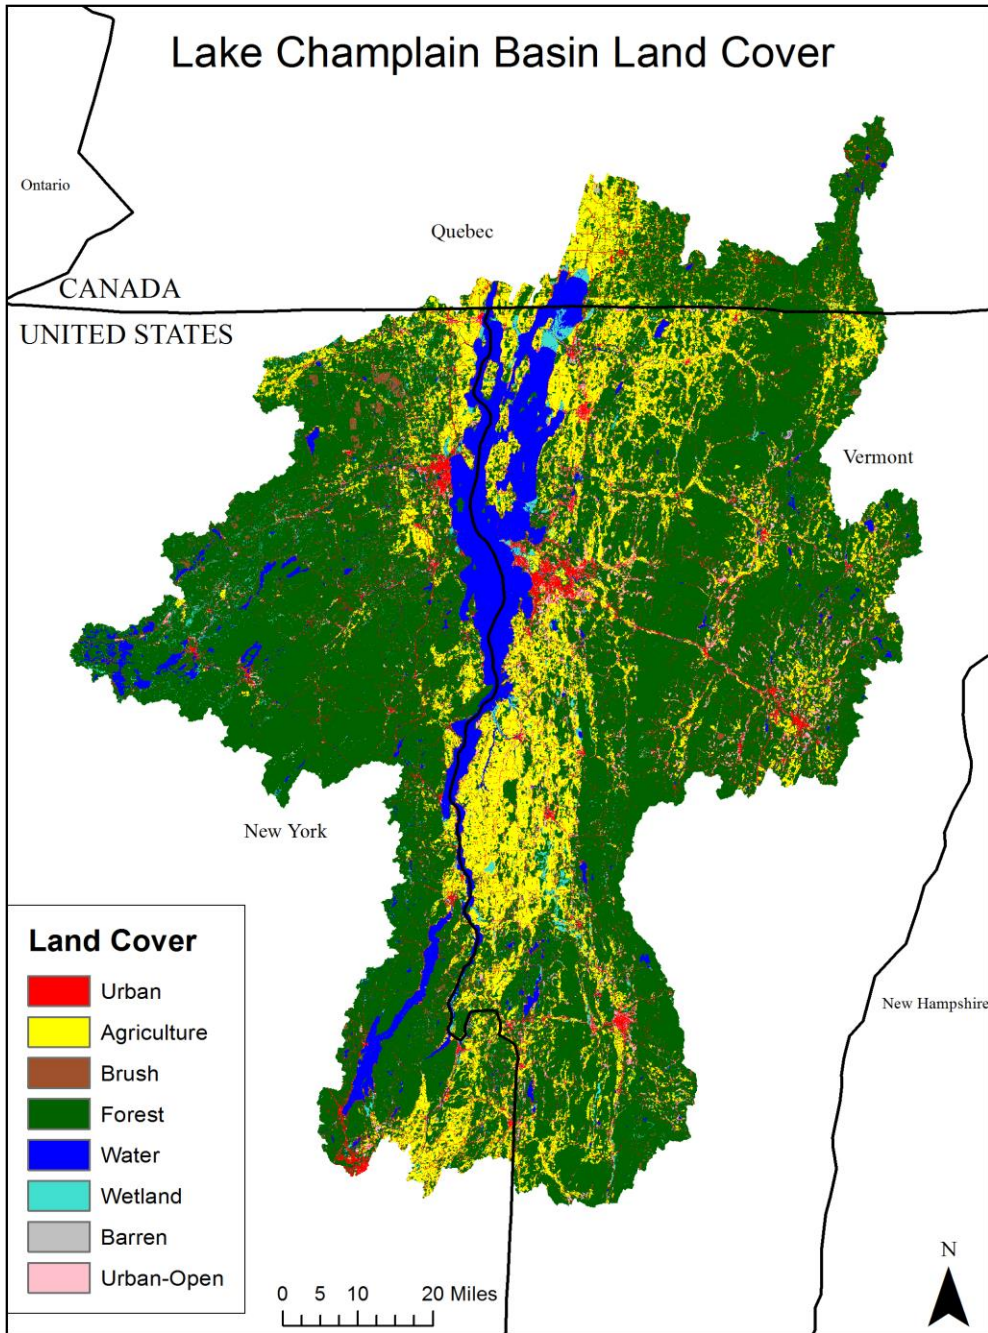 Lake Champlain Basin Land Cover
Ontario
Quebec
CANADA
UNITED STATES
Vermont
New York
New Hampshire
Land Cover
Urban
Agriculture
Brush
Forest
Water
Wetland
Barren
Urban-Open
0 5 10 20 Miles
N